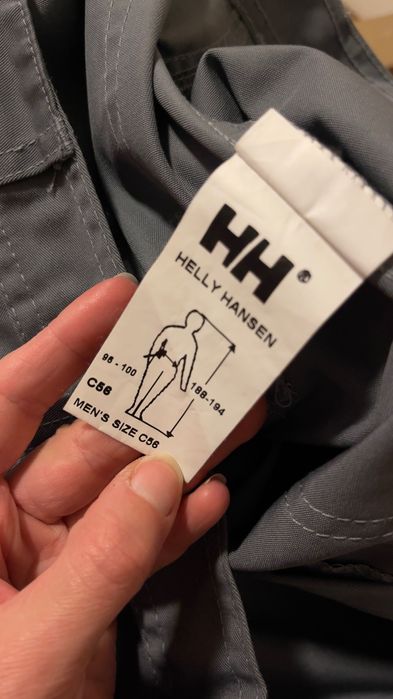 HH®
HELLY HANSEN
96 - 100
188-194
C56
MEN'S SIZE C56